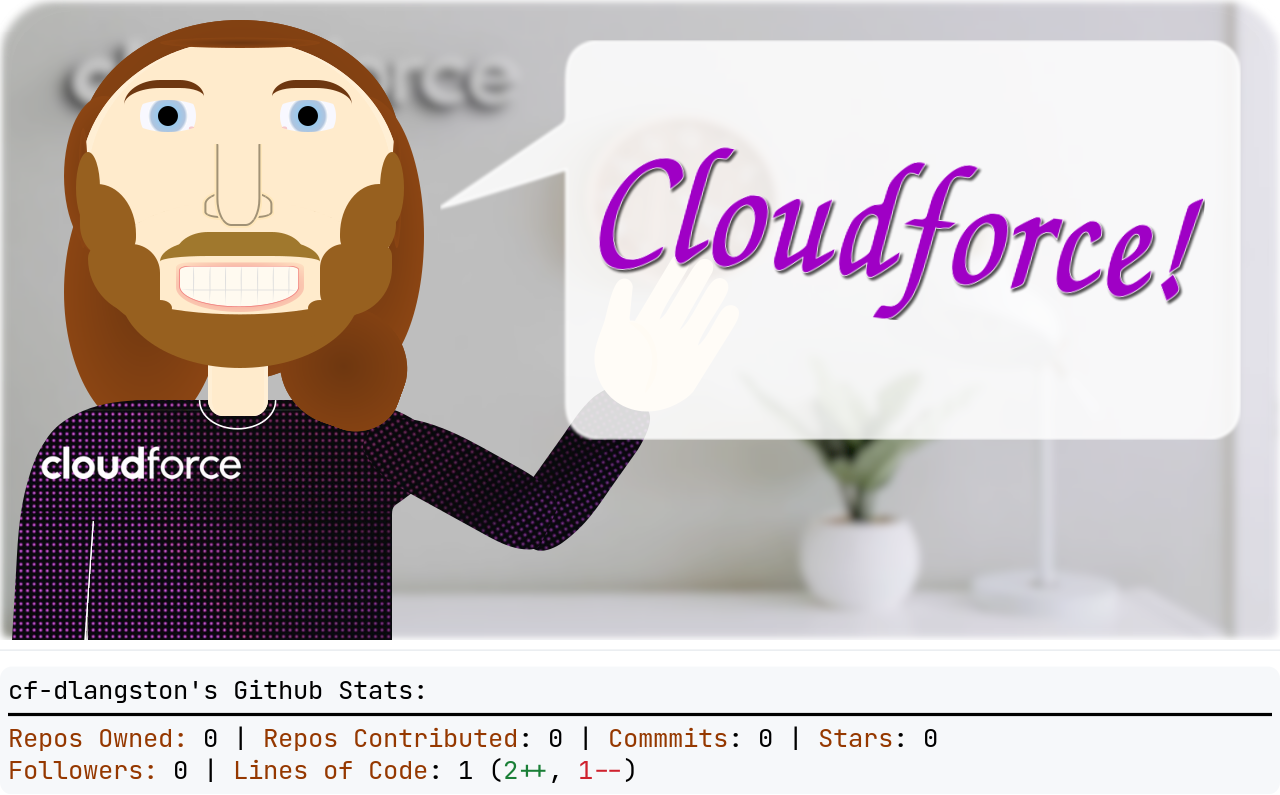 cloudforce
Cloudforce!
cloudforce
cf-dlangston's Github Stats:
Repos Owned: 0 | Repos Contributed: 0 | Commmits: 0 | Stars: 0
Followers: 0 | Lines of Code: 1 (2++, 1--)